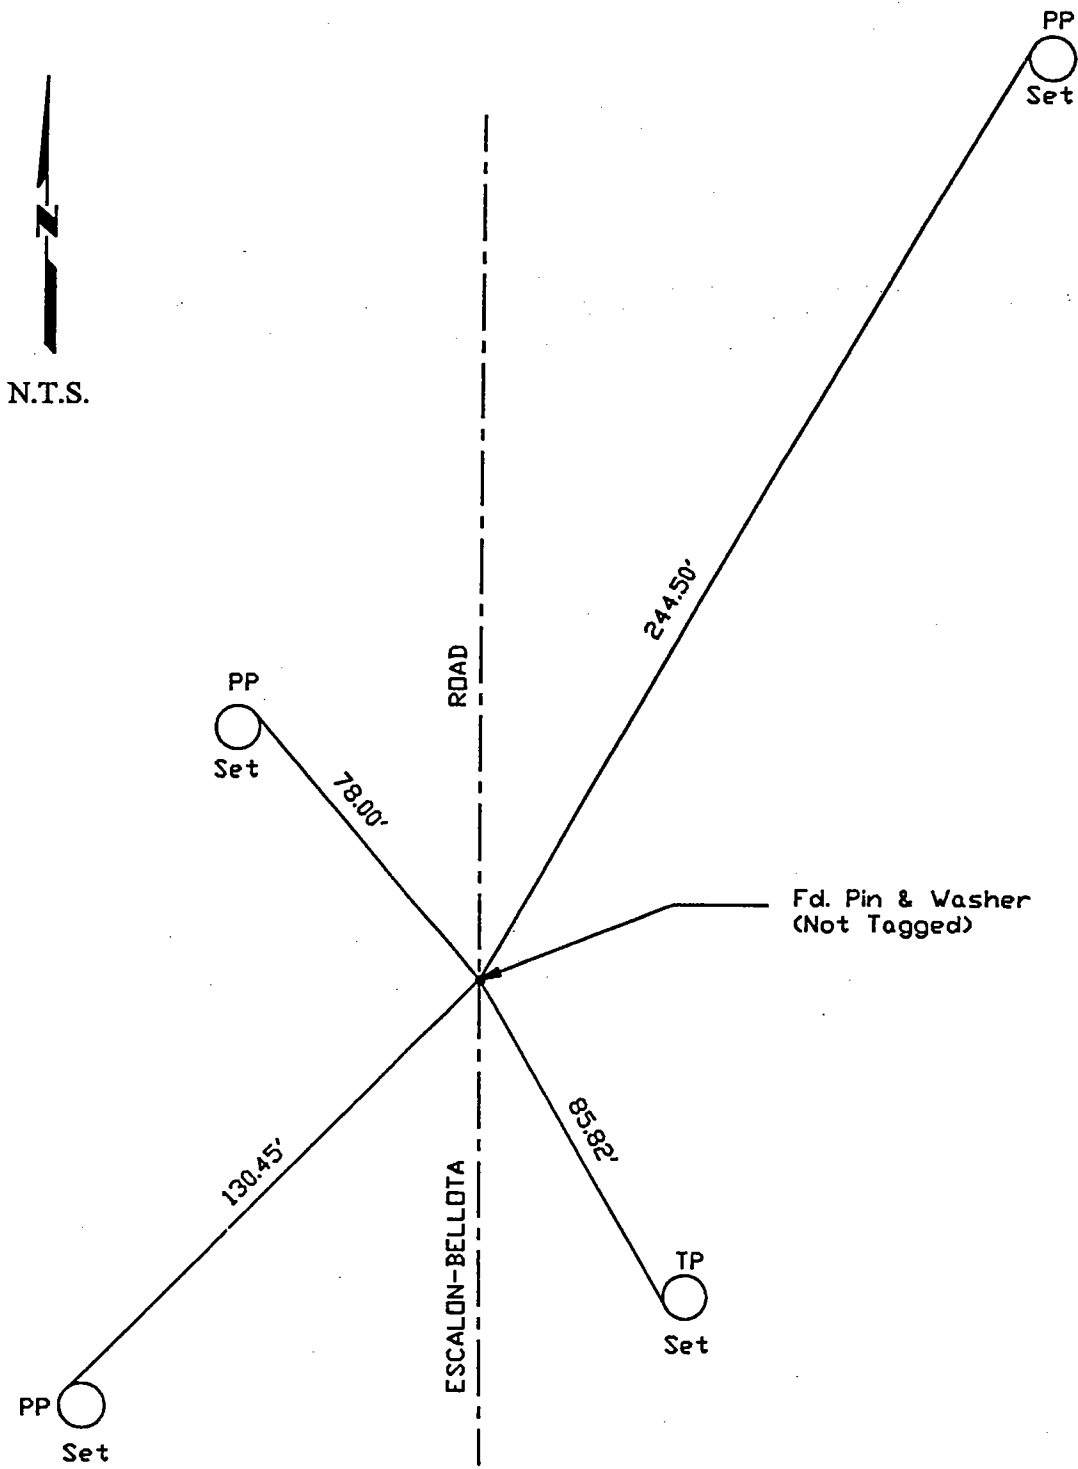 PP
Set
N
N.T.S.
244.50'
ROAD
PP
Set
78.00'
Fd. Pin & Washer
(Not Tagged)
85.82'
130.45'
ESCALON-BELLOTA
TP
Set
PP
Set